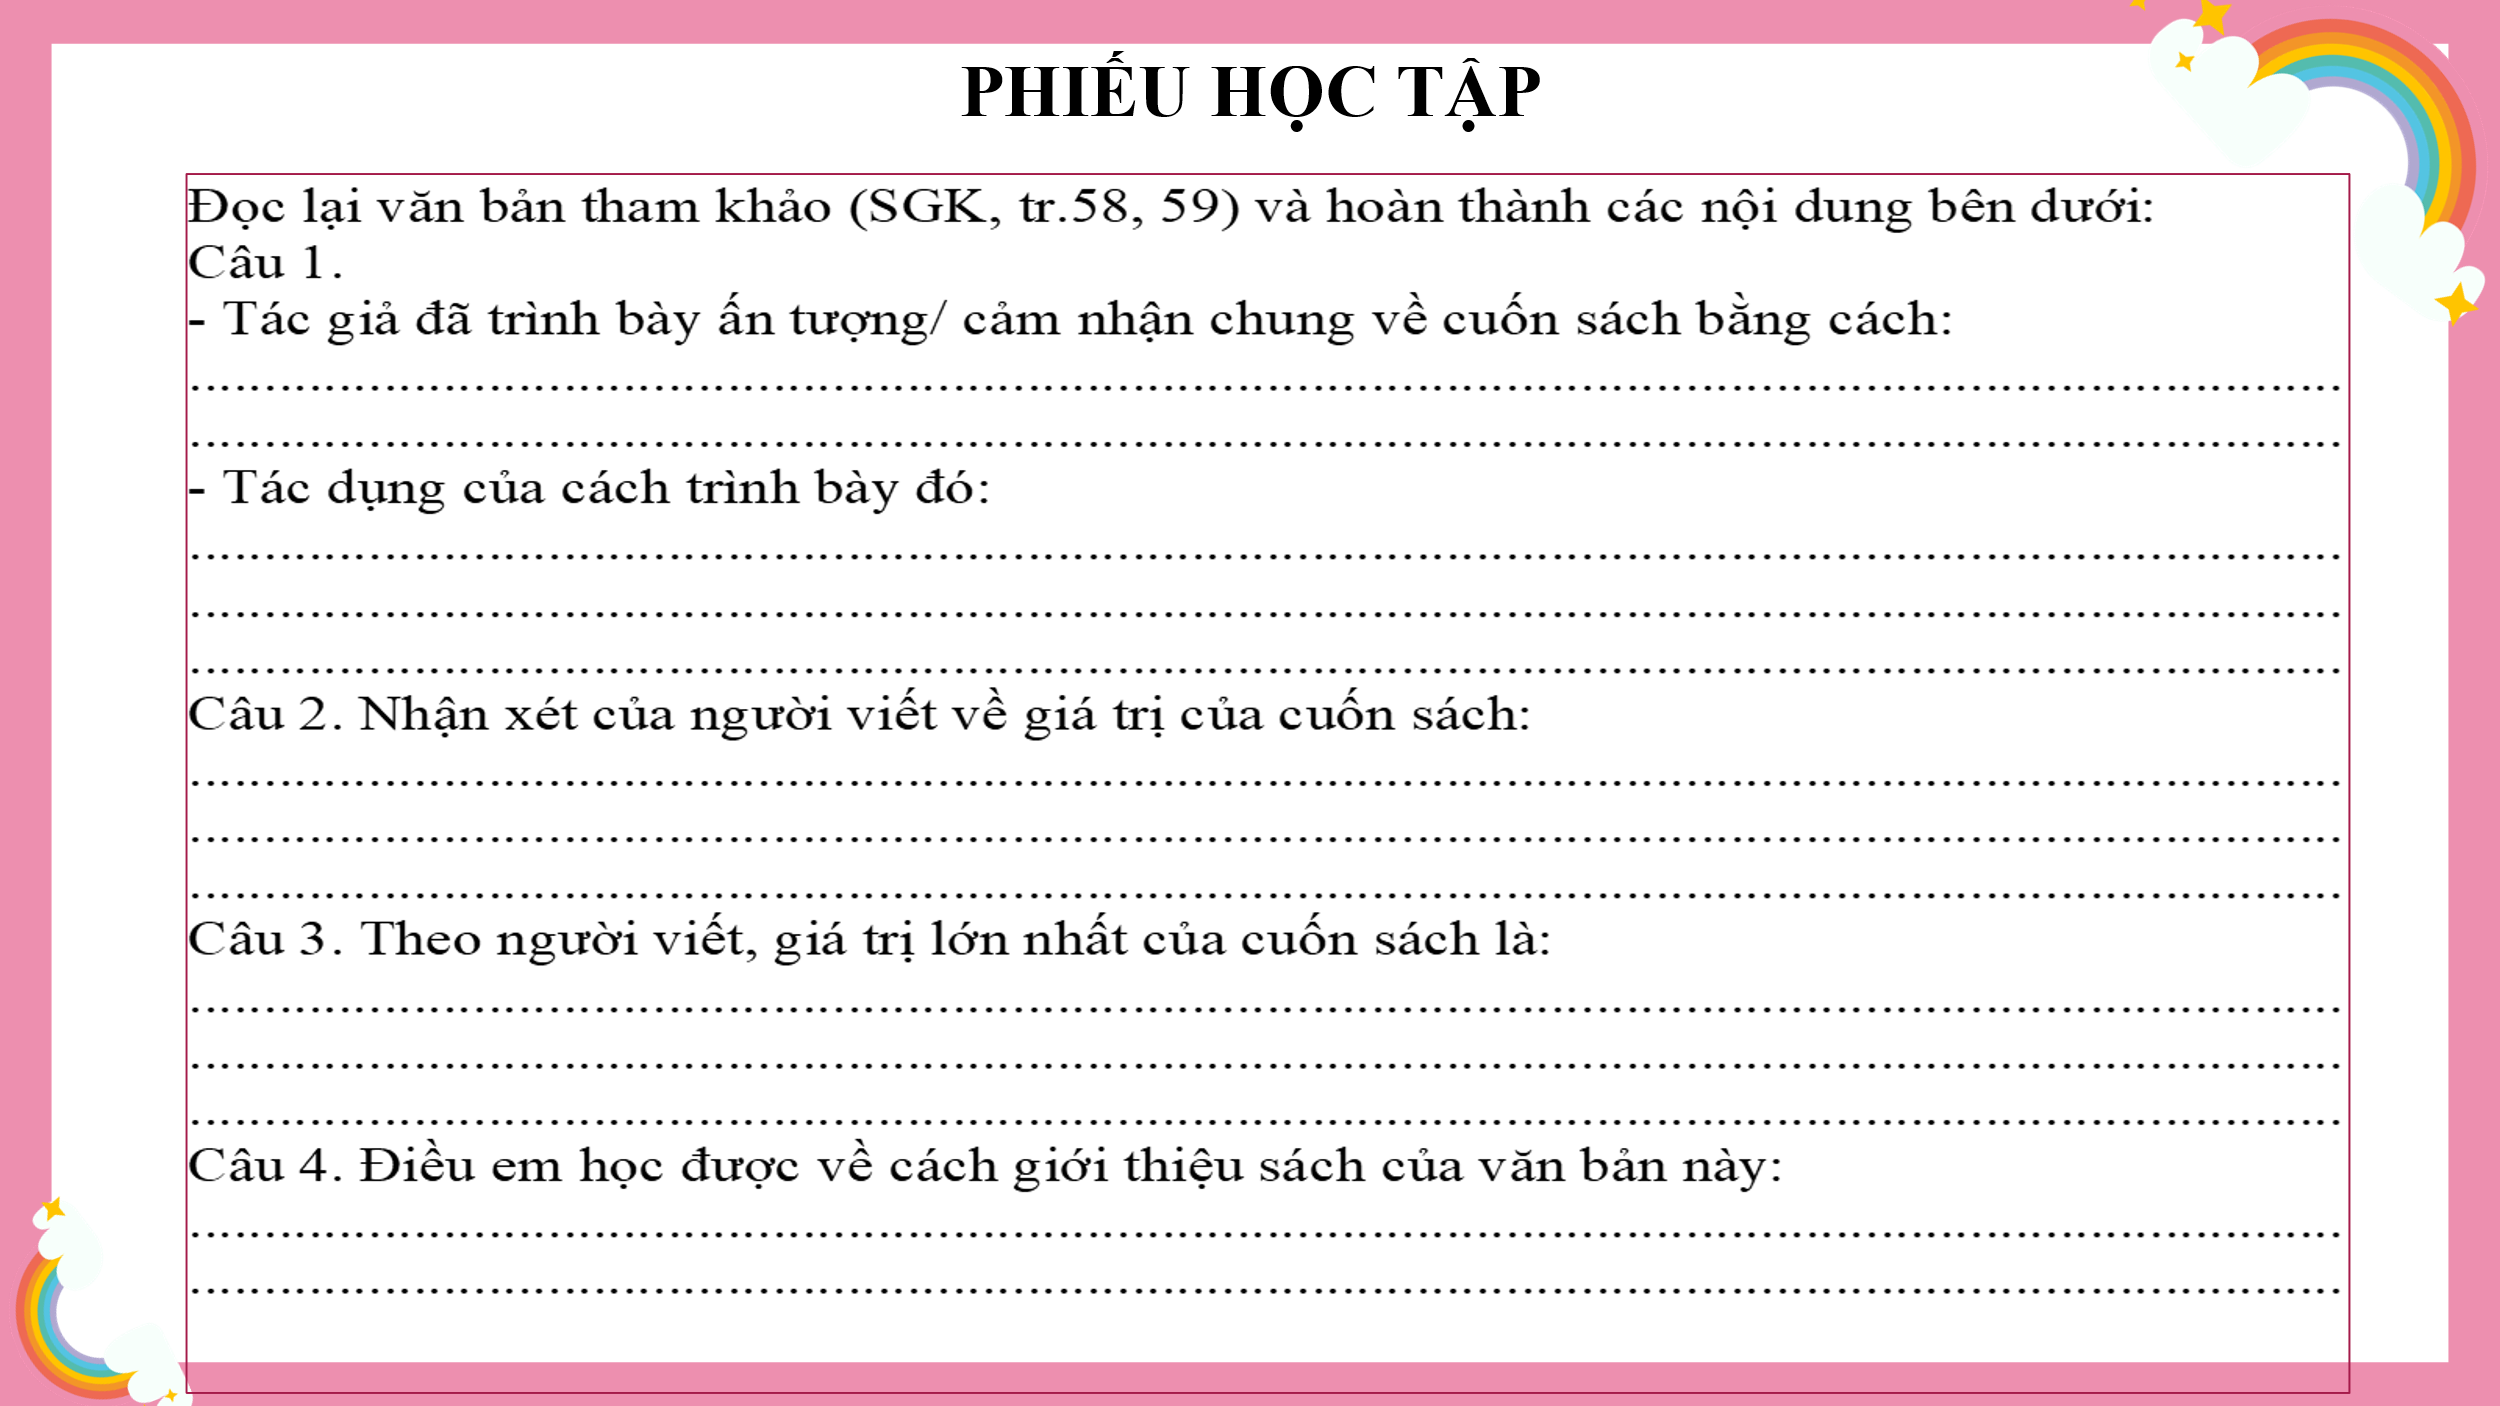 PHIẾU HỌC TẬP
Đọc lại văn bản tham khảo (SGK, tr.58, 59) và hoàn thành các nội dung bên dưới:
Câu 1.
- Tác giả đã trình bày ấn tượng/ cảm nhận chung về cuốn sách bằng cách:
................................................................................................................................................
................................................................................................................................................
- Tác dụng của cách trình bày đó:
................................................................................................................................................
................................................................................................................................................
................................................................................................................................................
Câu 2. Nhận xét của người viết về giá trị của cuốn sách:
................................................................................................................................................
................................................................................................................................................
................................................................................................................................................
Câu 3. Theo người viết, giá trị lớn nhất của cuốn sách là:
................................................................................................................................................
................................................................................................................................................
................................................................................................................................................
Câu 4. Điều em học được về cách giới thiệu sách của văn bản này:
................................................................................................................................................
................................................................................................................................................